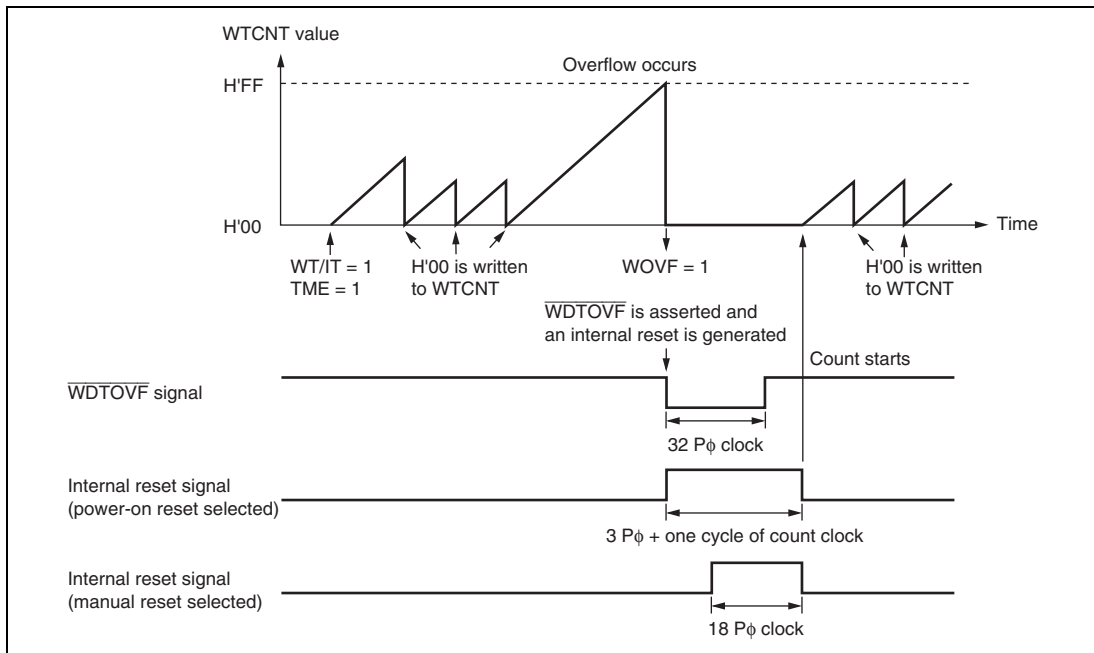 WTCNT value
Overflow occurs
H'FF
H'00
Time
WT/IT = 1
TME = 1
H'00 is written
to WTCNT
WOVF = 1
H'00 is written
to WTCNT
WDTOVF is asserted and
an internal reset is generated
Count starts
WDTOVF signal
32 Pϕ clock
Internal reset signal
(power-on reset selected)
3 Pϕ + one cycle of count clock
Internal reset signal
(manual reset selected)
18 Pϕ clock